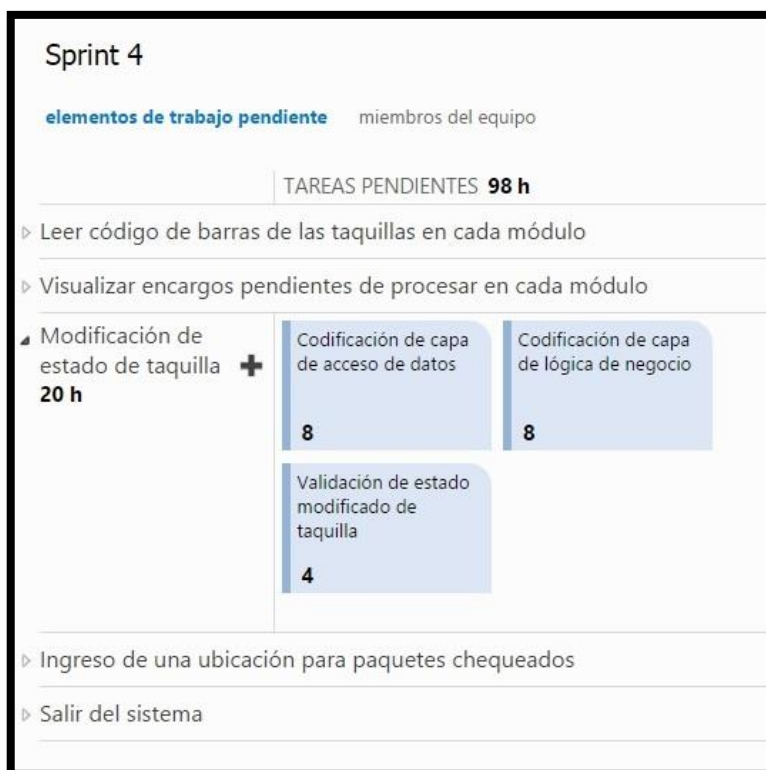 Sprint 4
elementos de trabajo pendiente miembros del equipo
TAREAS PENDIENTES 98 h
Leer código de barras de las taquillas en cada módulo
Visualizar encargos pendientes de procesar en cada módulo
Modificación de
estado de taquilla
20 h
Codificación de capa
de acceso de datos
8
Codificación de capa
de lógica de negocio
8
Validación de estado
modificado de
taquilla
4
Ingreso de una ubicación para paquetes chequeados
Salir del sistema